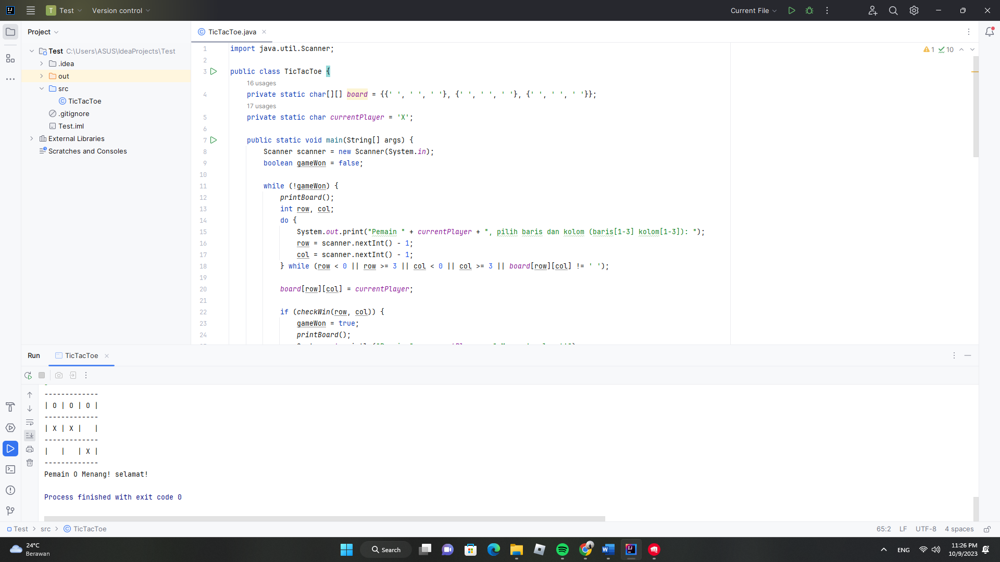 Test
Version control
Current File
Project
TicTacToe.java
Test C:\Users\ASUS\IdeaProjects\Test
.idea
out
src
TicTacToe
.gitignore
Test.iml
External Libraries
Scratches and Consoles
1 10
1 import java.util.Scanner;
2
3 public class TicTacToe {
16 usages
4 private static char[][] board = {{' ', ' ', ' '}, {' ', ' ', ' '}, {' ', ' ', ' '}};
17 usages
5 private static char currentPlayer = 'X';
6
7 public static void main(String[] args) {
8 Scanner scanner = new Scanner(System.in);
9 boolean gameWon = false;
10
11 while (!gameWon) {
12 printBoard();
13 int row, col;
14 do {
15 System.out.print("Pemain " + currentPlayer + ", pilih baris dan kolom (baris[1-3] kolom[1-3]): ");
16 row = scanner.nextInt() - 1;
17 col = scanner.nextInt() - 1;
18 } while (row < 0 || row >= 3 || col < 0 || col >= 3 || board[row][col] != ' ');
19
20 board[row][col] = currentPlayer;
21
22 if (checkWin(row, col)) {
23 gameWon = true;
24 printBoard();
Run TicTacToe
-------------
| O | O | O |
-------------
| X | X |   |
-------------
|   |   | X |
-------------
Pemain O Menang! selamat!
Process finished with exit code 0
Test > src > TicTacToe
65:2 LF UTF-8 4 spaces
24°C
Berawan
Search
ENG
11:26 PM
10/9/2023